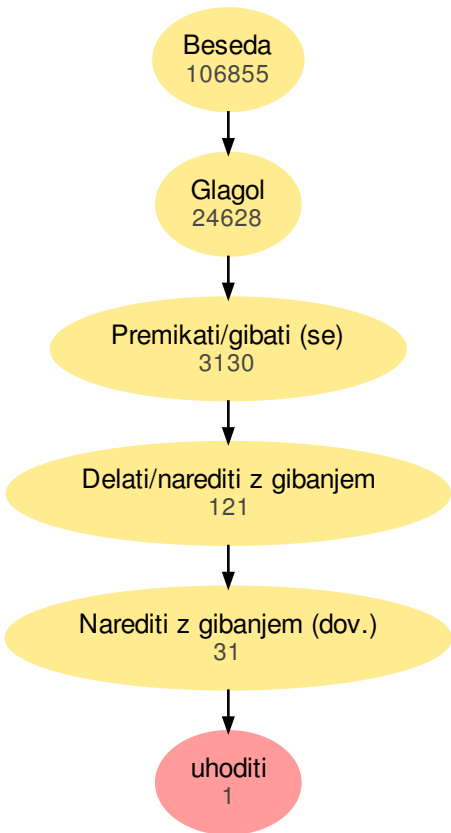 Beseda
106855
Glagol
24628
Premikati/gibati (se)
3130
Delati/narediti z gibanjem
121
Narediti z gibanjem (dov.)
31
uhoditi
1